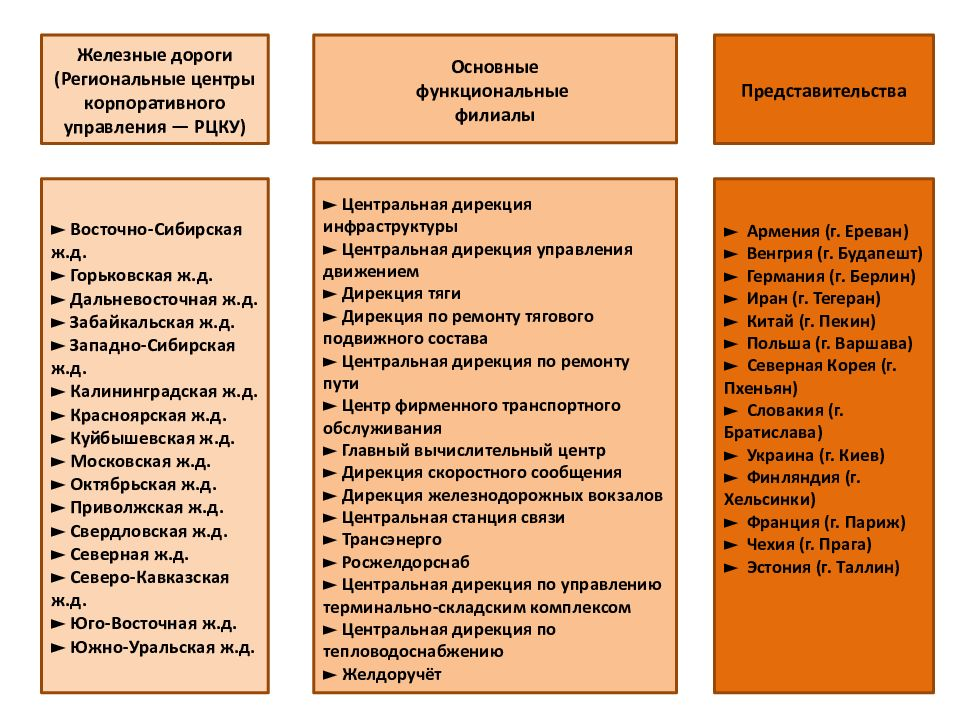 Железные дороги
(Региональные центры
корпоративного
управления — РЦКУ)
Основные
функциональные
филиалы
Представительства
► Восточно-Сибирская
ж.д.
► Горьковская ж.д.
► Дальневосточная ж.д.
► Забайкальская ж.д.
► Западно-Сибирская
ж.д.
► Калининградская ж.д.
► Красноярская ж.д.
► Куйбышевская ж.д.
► Московская ж.д.
► Октябрьская ж.д.
► Приволжская ж.д.
► Свердловская ж.д.
► Северная ж.д.
► Северо-Кавказская
ж.д.
► Юго-Восточная ж.д.
► Южно-Уральская ж.д.
► Центральная дирекция
инфраструктуры
► Центральная дирекция управления
движением
► Дирекция тяги
► Дирекция по ремонту тягового
подвижного состава
► Центральная дирекция по ремонту
пути
► Центр фирменного транспортного
обслуживания
► Главный вычислительный центр
► Дирекция скоростного сообщения
► Дирекция железнодорожных вокзалов
► Центральная станция связи
► Трансэнерго
► Росжелдорснаб
► Центральная дирекция по управлению
терминально-складским комплексом
► Центральная дирекция по
тепловодоснабжению
► Желдоручёт
► Армения (г. Ереван)
► Венгрия (г. Будапешт)
► Германия (г. Берлин)
► Иран (г. Тегеран)
► Китай (г. Пекин)
► Польша (г. Варшава)
► Северная Корея (г.
Пхеньян)
► Словакия (г.
Братислава)
► Украина (г. Киев)
► Финляндия (г.
Хельсинки)
► Франция (г. Париж)
► Чехия (г. Прага)
► Эстония (г. Таллин)